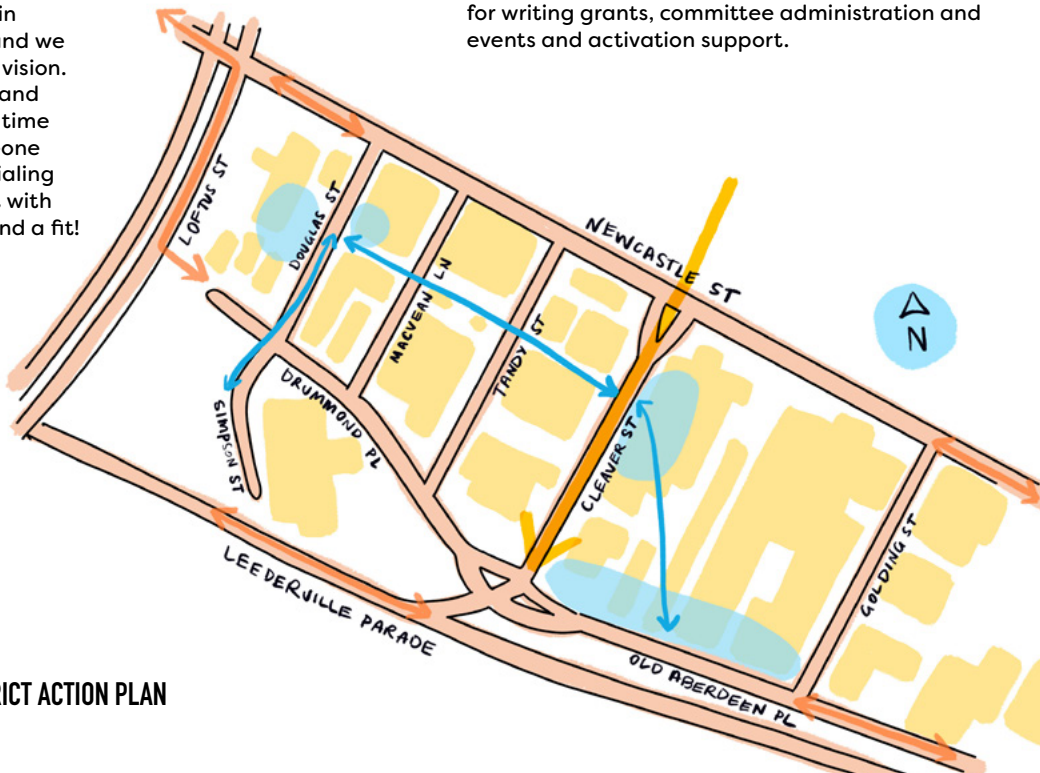 in
and we
vision.
and
time
one
ialing
with
nd a fit!
for writing grants, committee administration and
events and activation support.
LOFTUS ST
DOUGLAS ST
NEWCASTLE ST
MACVEAN LN
TANDY ST
N
DRUMMOND PL
SIMPSON ST
CLEAVER ST
GOLDING ST
LEEDERVILLE PARADE
OLD ABERDEEN PL
RICT ACTION PLAN